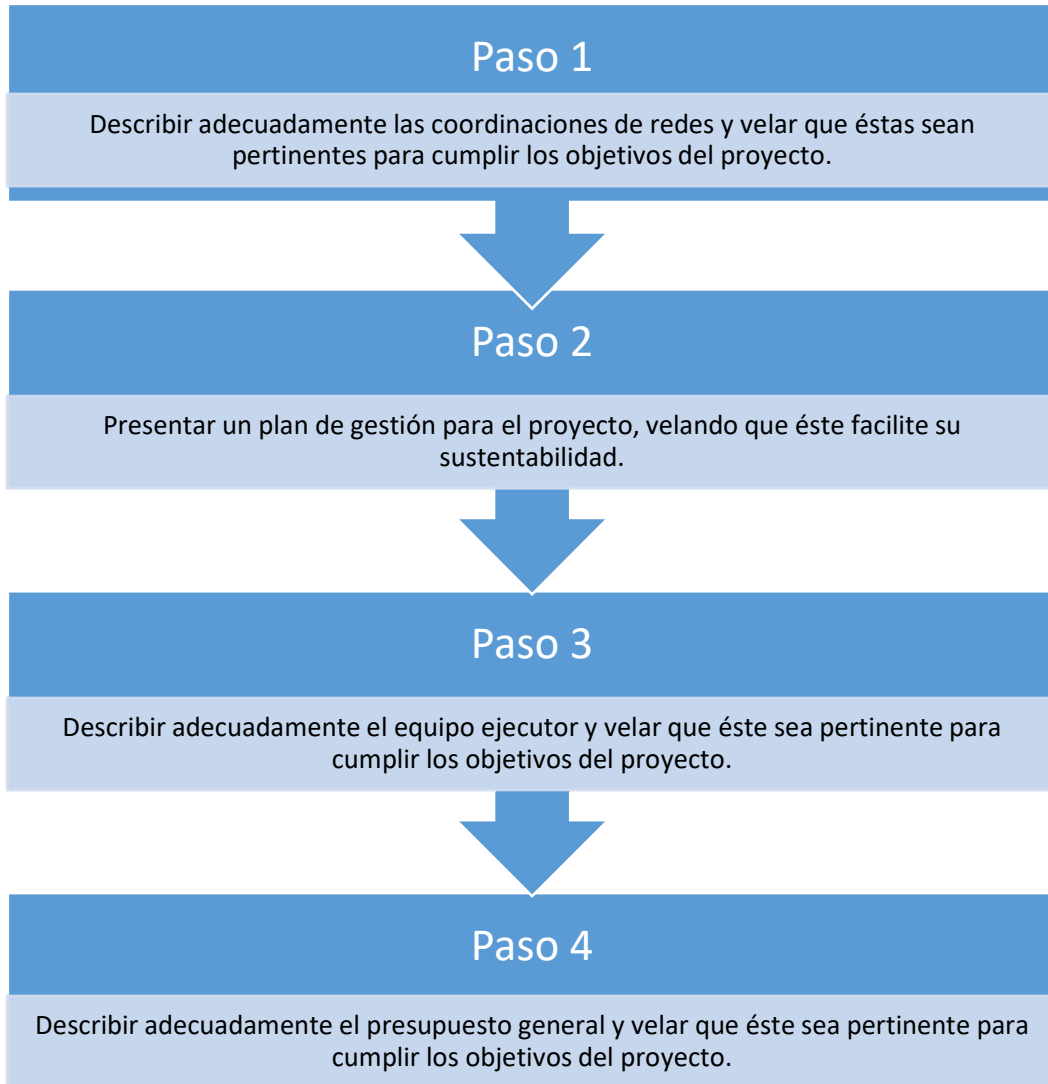 Paso 1
Describir adecuadamente las coordinaciones de redes y velar que éstas sean
pertinentes para cumplir los objetivos del proyecto.
Paso 2
Presentar un plan de gestión para el proyecto, velando que éste facilite su
sustentabilidad.
Paso 3
Describir adecuadamente el equipo ejecutor y velar que éste sea pertinente para
cumplir los objetivos del proyecto.
Paso 4
Describir adecuadamente el presupuesto general y velar que éste sea pertinente para
cumplir los objetivos del proyecto.